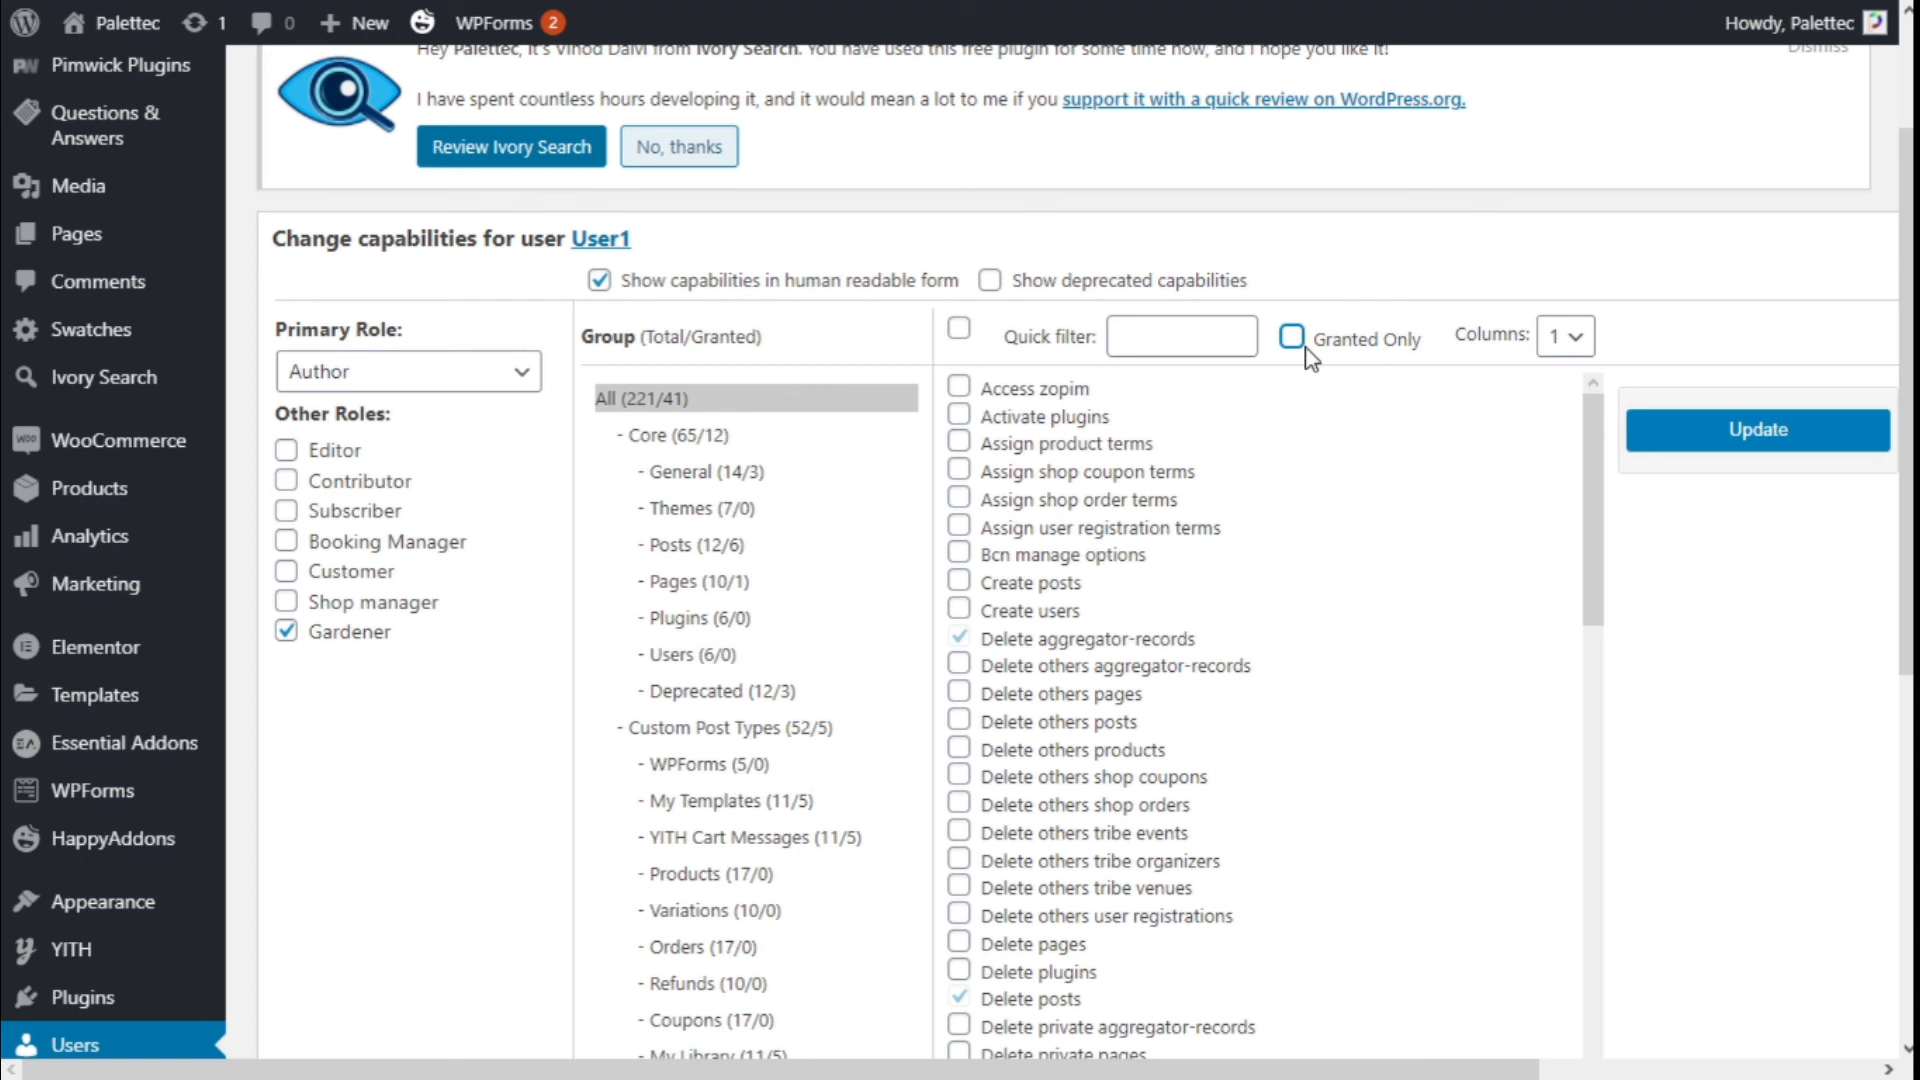 Palettec 1 0 New WPForms 2 Howdy, Palettec
Pimwick Plugins
Questions &
Answers
Media
Pages
Comments
Swatches
Ivory Search
WooCommerce
Products
Analytics
Marketing
Elementor
Templates
Essential Addons
WPForms
HappyAddons
Appearance
YITH
Plugins
Users
Hey Palettec, it's Vinod Dalvi from Ivory Search. You have used this free plugin for some time now, and I hope you like it!
Dismiss
I have spent countless hours developing it, and it would mean a lot to me if you support it with a quick review on WordPress.org.
Review Ivory Search No, thanks
Change capabilities for user User1
Show capabilities in human readable form Show deprecated capabilities
Primary Role:
Author
Other Roles:
Editor
Contributor
Subscriber
Booking Manager
Customer
Shop manager
Gardener
Group (Total/Granted)
All (221/41)
- Core (65/12)
- General (14/3)
- Themes (7/0)
- Posts (12/6)
- Pages (10/1)
- Plugins (6/0)
- Users (6/0)
- Deprecated (12/3)
- Custom Post Types (52/5)
- WPForms (5/0)
- My Templates (11/5)
- YITH Cart Messages (11/5)
- Products (17/0)
- Variations (10/0)
- Orders (17/0)
- Refunds (10/0)
- Coupons (17/0)
- My Library (11/5)
Quick filter: Granted Only Columns: 1
Access zopim
Activate plugins
Assign product terms
Assign shop coupon terms
Assign shop order terms
Assign user registration terms
Bcn manage options
Create posts
Create users
Delete aggregator-records
Delete others aggregator-records
Delete others pages
Delete others posts
Delete others products
Delete others shop coupons
Delete others shop orders
Delete others tribe events
Delete others tribe organizers
Delete others tribe venues
Delete others user registrations
Delete pages
Delete plugins
Delete posts
Delete private aggregator-records
Delete private pages
Update